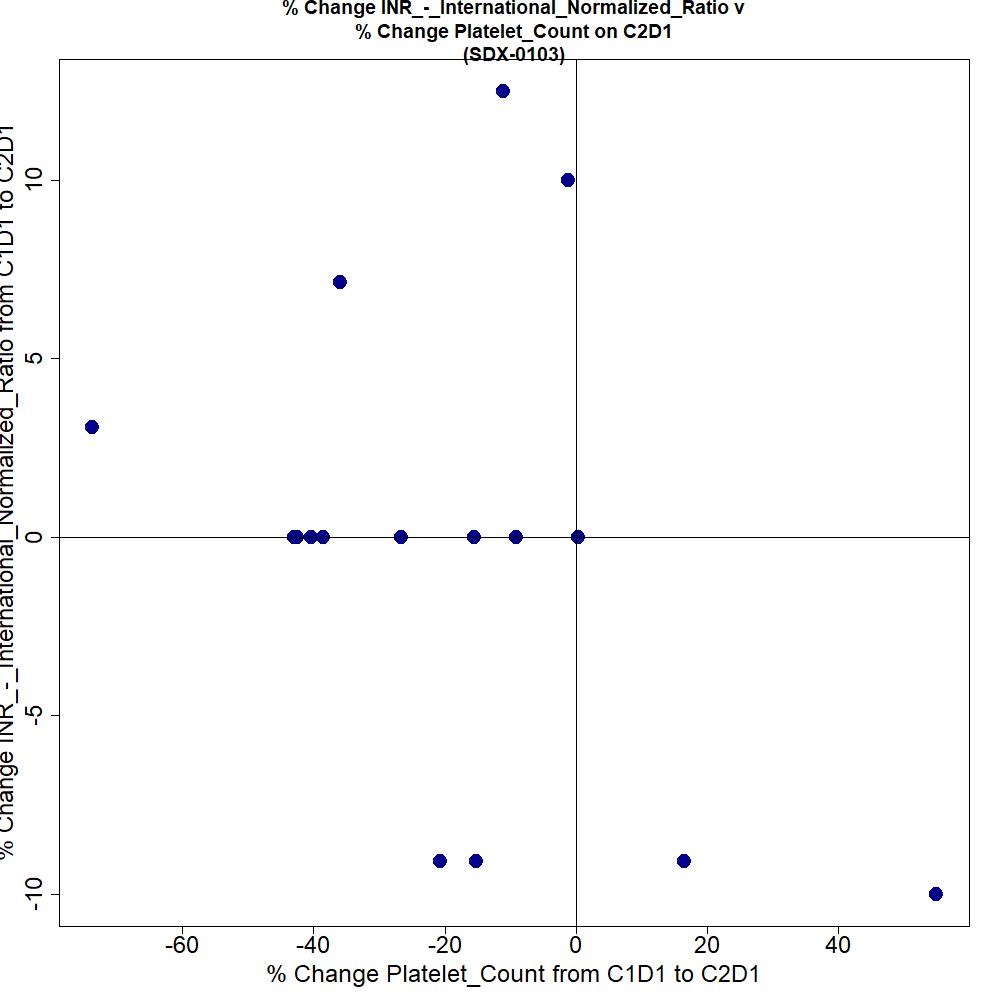 % Change INR_-_International_Normalized_Ratio v
% Change Platelet_Count on C2D1
(SDX-0103)
% Change INR_-_International_Normalized_Ratio from C1D1 to C2D1
10
5
0
-5
-10
-60
-40
-20
0
20
40
% Change Platelet_Count from C1D1 to C2D1